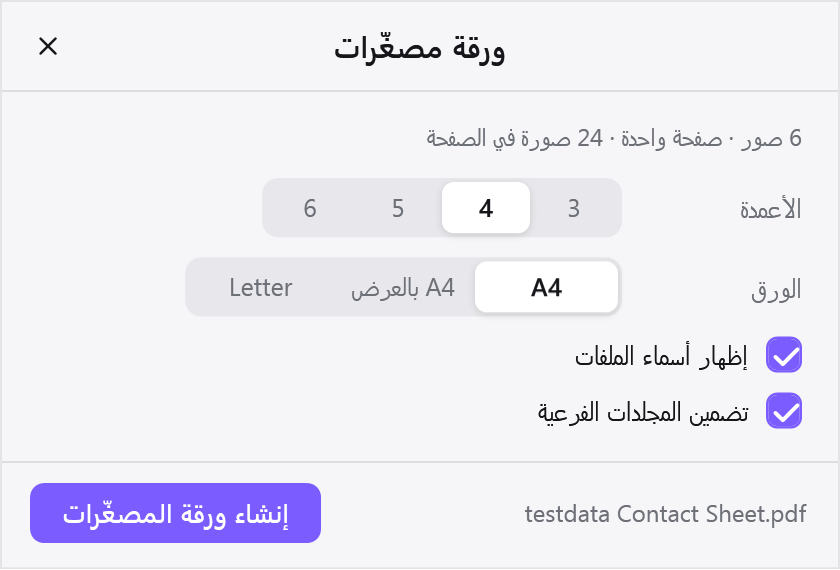 ورقة مصغّرات
6 صور · صفحة واحدة · 24 صورة في الصفحة
الأعمدة 3 4 5 6
الورق A4 A4 بالعرض Letter
إظهار أسماء الملفات
تضمين المجلدات الفرعية
testdata Contact Sheet.pdf
إنشاء ورقة المصغّرات